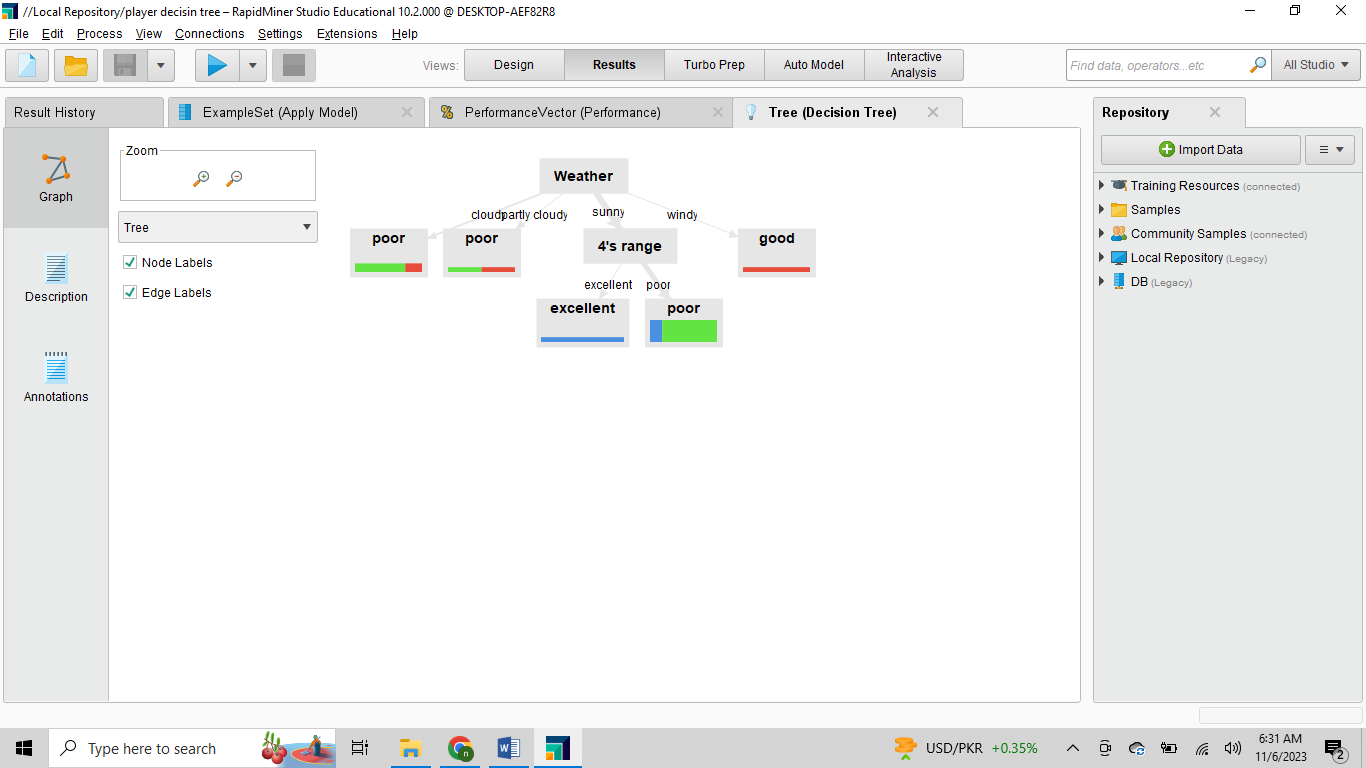 //Local Repository/player decisin tree – RapidMiner Studio Educational 10.2.000 @ DESKTOP-AEF82R8
File Edit Process View Connections Settings Extensions Help
Views: Design Results Turbo Prep Auto Model Interactive Analysis
Find data, operators...etc All Studio
Result History ExampleSet (Apply Model) PerformanceVector (Performance) Tree (Decision Tree)
Repository
Import Data
Training Resources (connected)
Samples
Community Samples (connected)
Local Repository (Legacy)
DB (Legacy)
Graph
Description
Annotations
Zoom
Tree
Node Labels
Edge Labels
Weather
cloudy partly cloudy sunny windy
poor poor 4's range good
excellent poor
excellent poor
Type here to search
USD/PKR +0.35%
6:31 AM
11/6/2023
2